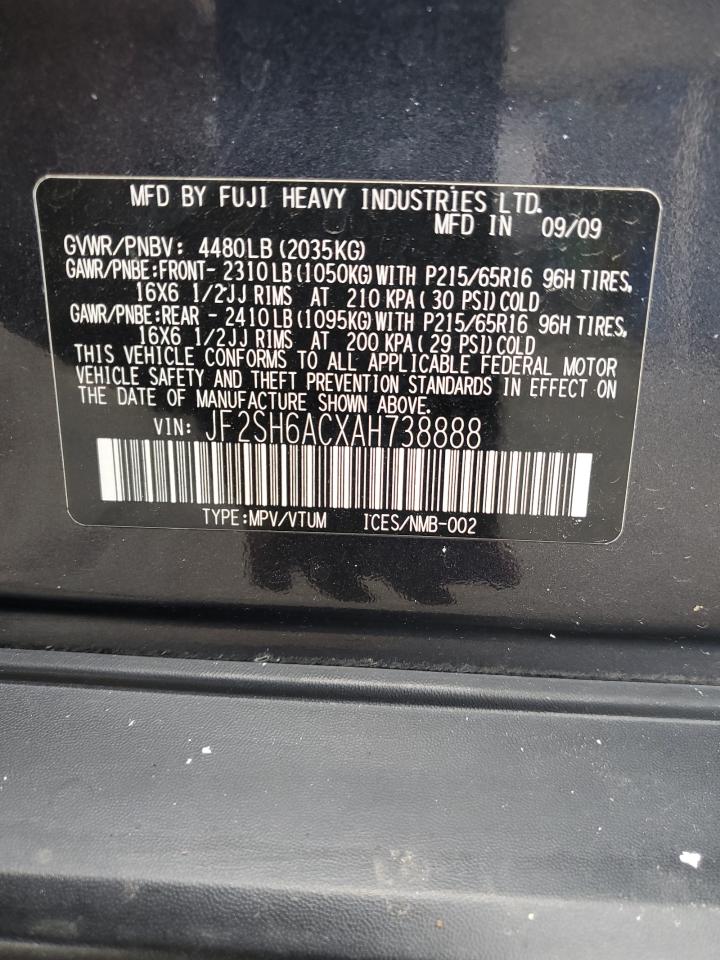 MFD BY FUJI HEAVY INDUSTRIES LTD.
MFD IN 09/09
GVWR/PNBV: 4480LB (2035KG)
GAWR/PNBE:FRONT- 2310LB (1050KG) WITH P215/65R16 96H TIRES,
16X6 1/2JJ RIMS AT 210 KPA ( 30 PSI) COLD
GAWR/PNBE:REAR - 2410LB (1095KG) WITH P215/65R16 96H TIRES,
16X6 1/2JJ RIMS AT 200 KPA ( 29 PSI) COLD
THIS VEHICLE CONFORMS TO ALL APPLICABLE FEDERAL MOTOR
VEHICLE SAFETY AND THEFT PREVENTION STANDARDS IN EFFECT ON
THE DATE OF MANUFACTURE SHOWN ABOVE.
VIN: JF2SH6ACXAH738888
TYPE:MPV/VTUM ICES/NMB-002